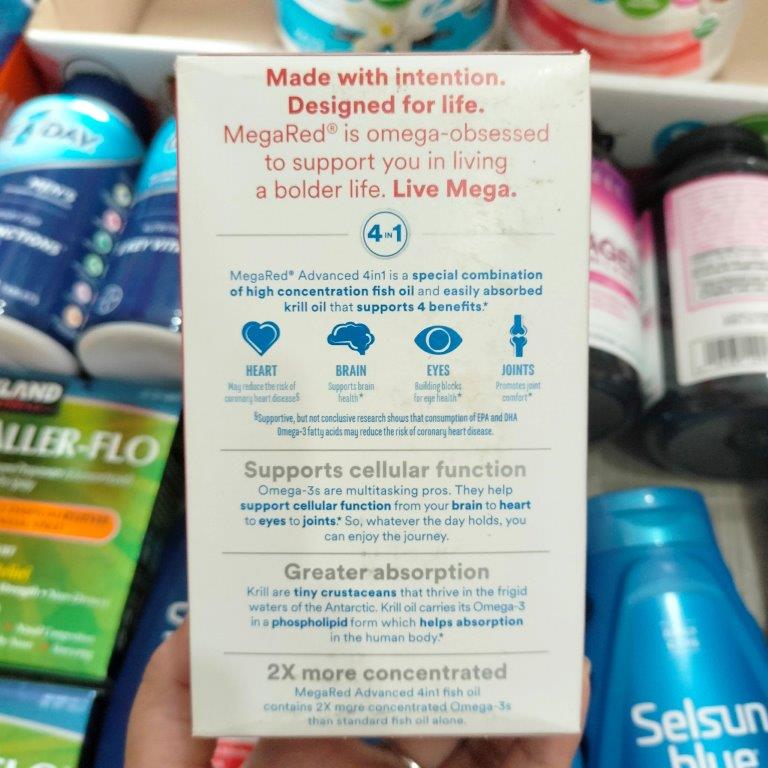 Made with intention.
Designed for life.
MegaRed® is omega-obsessed
to support you in living
a bolder life. Live Mega.
4 IN 1
MegaRed® Advanced 4in1 is a special combination
of high concentration fish oil and easily absorbed
krill oil that supports 4 benefits.*
HEART
May reduce the risk of
coronary heart disease§
BRAIN
Supports brain
health*
EYES
Building blocks
for eye health*
JOINTS
Promotes joint
comfort*
§Supportive, but not conclusive research shows that consumption of EPA and DHA
Omega-3 fatty acids may reduce the risk of coronary heart disease.
Supports cellular function
Omega-3s are multitasking pros. They help
support cellular function from your brain to heart
to eyes to joints.* So, whatever the day holds, you
can enjoy the journey.
Greater absorption
Krill are tiny crustaceans that thrive in the frigid
waters of the Antarctic. Krill oil carries its Omega-3
in a phospholipid form which helps absorption
in the human body.*
2X more concentrated
MegaRed Advanced 4in1 fish oil
contains 2X more concentrated Omega-3s
than standard fish oil alone.
A DAY
MEN'S
LAND
ALLER-FLO
Selsun
blue